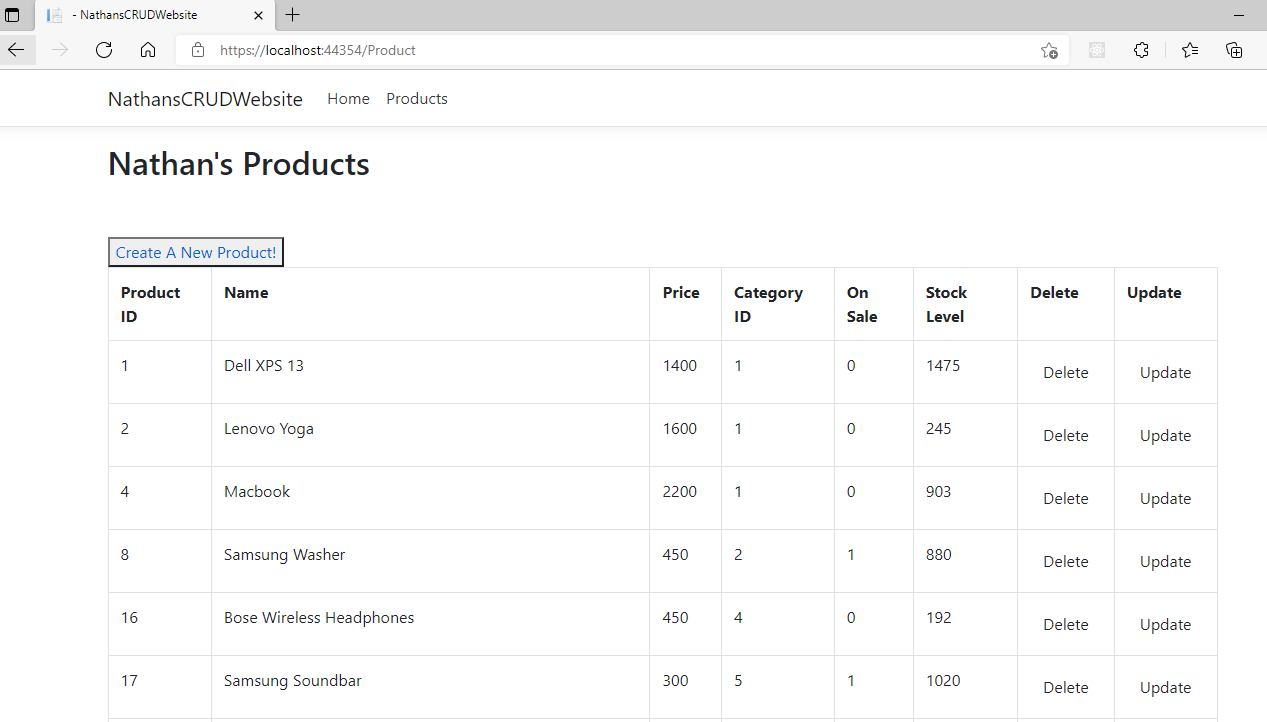 - NathansCRUDWebsite
https://localhost:44354/Product
NathansCRUDWebsite Home Products
Nathan's Products
Create A New Product!
Product ID Name Price Category ID On Sale Stock Level Delete Update
1 Dell XPS 13 1400 1 0 1475 Delete Update
2 Lenovo Yoga 1600 1 0 245 Delete Update
4 Macbook 2200 1 0 903 Delete Update
8 Samsung Washer 450 2 1 880 Delete Update
16 Bose Wireless Headphones 450 4 0 192 Delete Update
17 Samsung Soundbar 300 5 1 1020 Delete Update